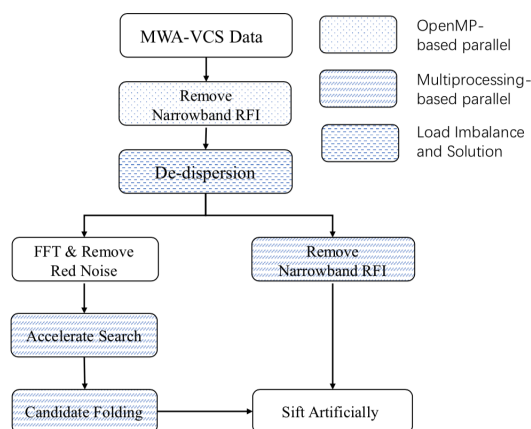 MWA-VCS Data
Remove
Narrowband RFI
De-dispersion
FFT & Remove
Red Noise
Remove
Narrowband RFI
Accelerate Search
Candidate Folding
Sift Artificially
OpenMP-
based parallel
Multiprocessing-
based parallel
Load Imbalance
and Solution